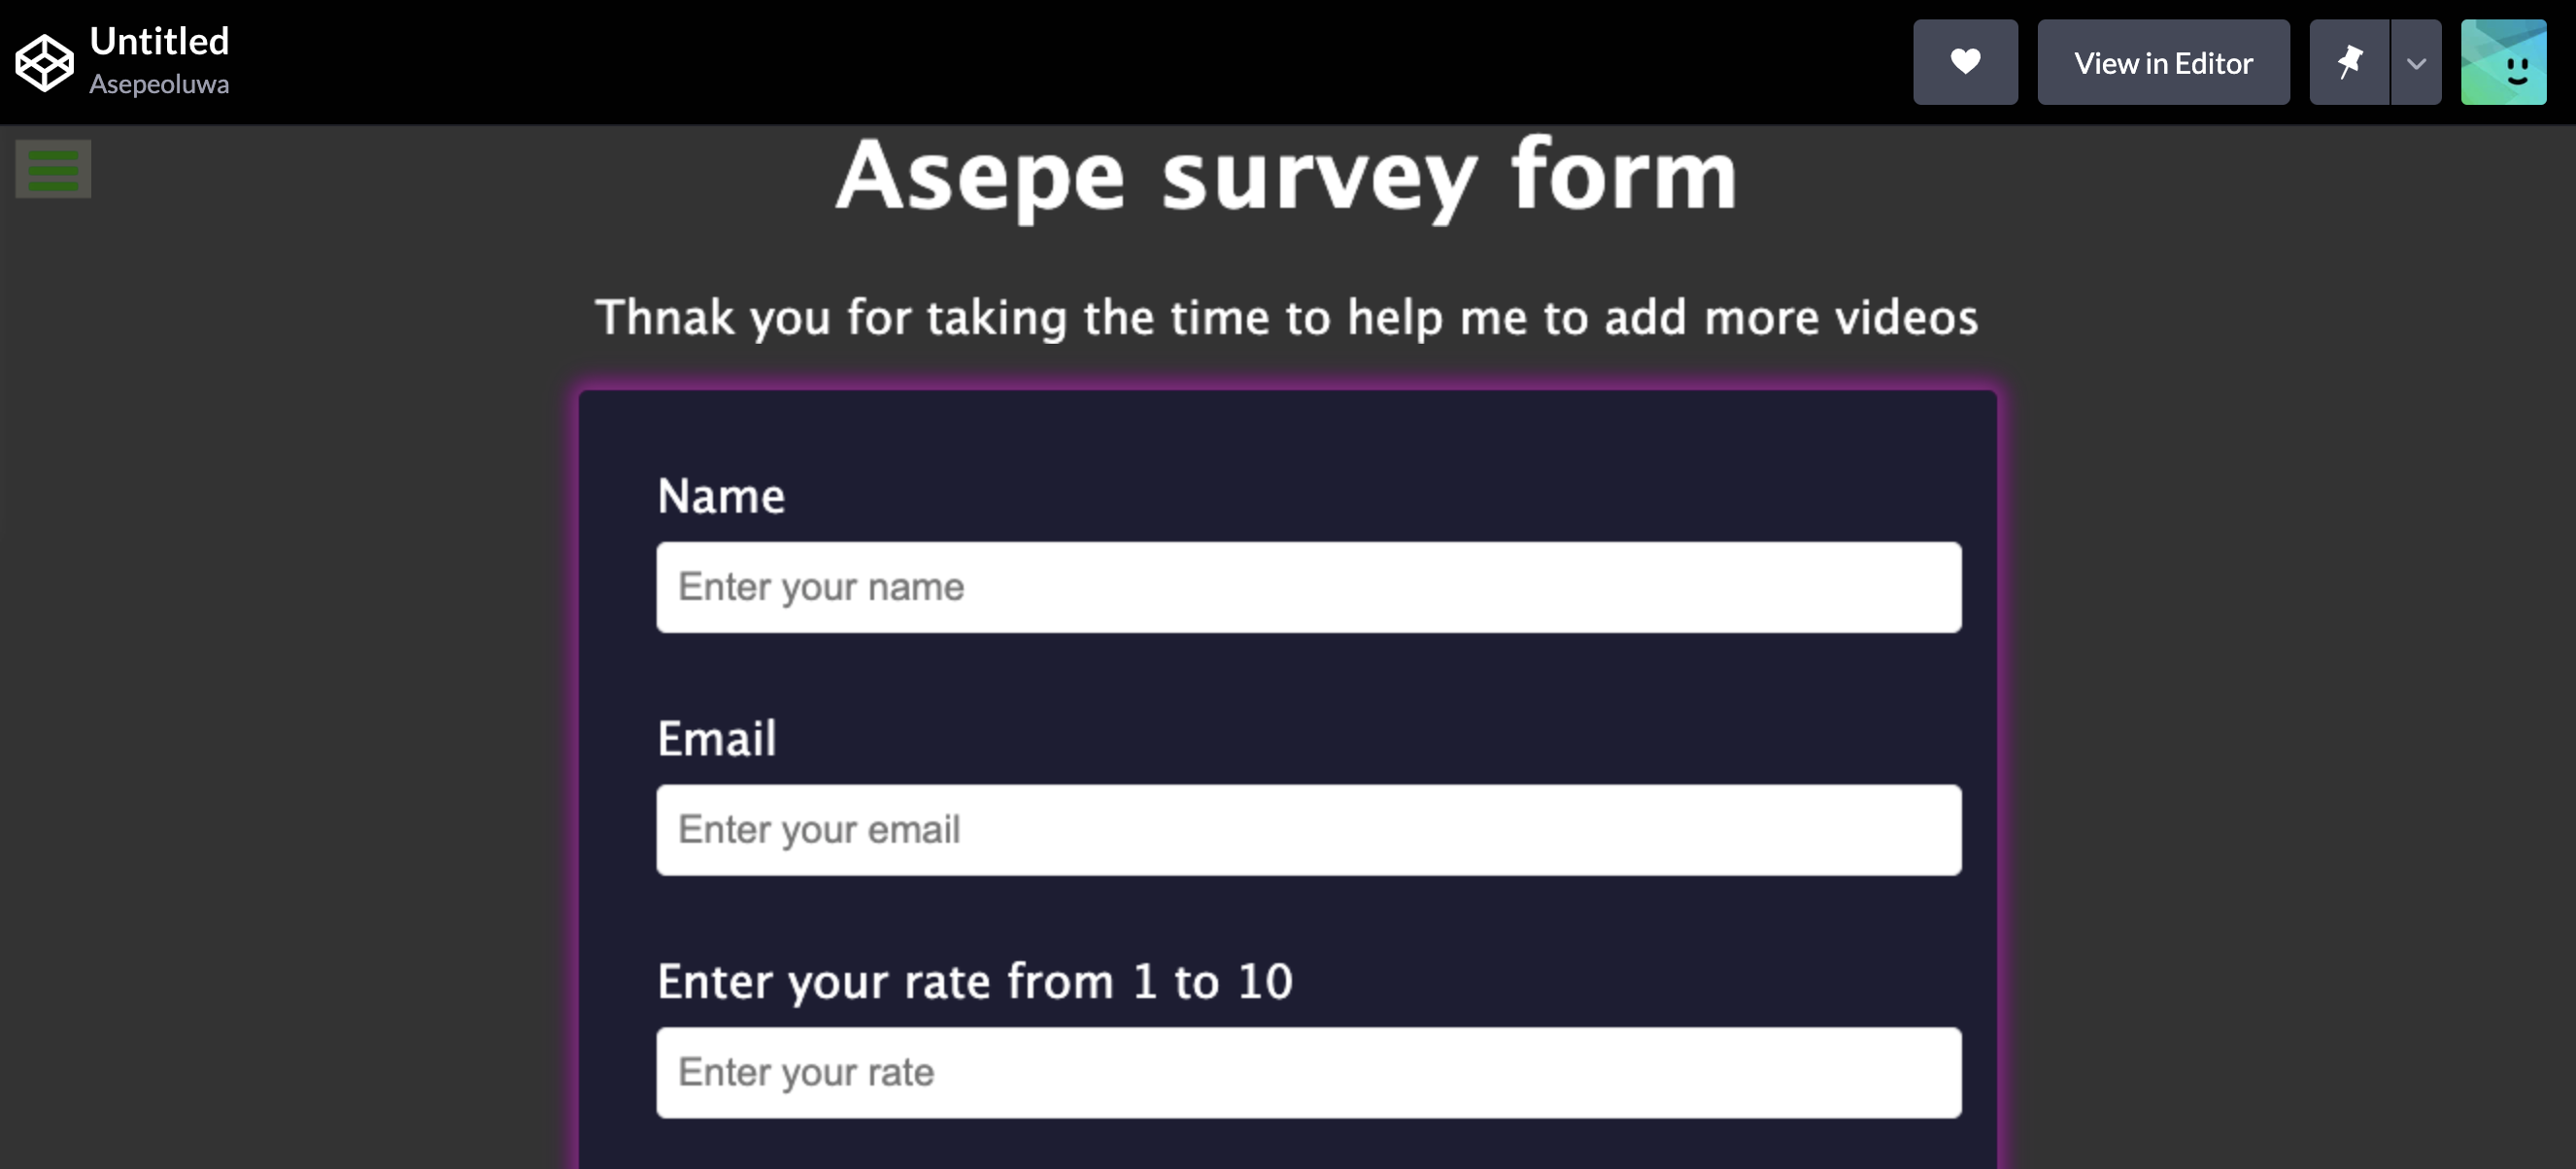 Untitled
Asepeoluwa
View in Editor
Asepe survey form
Thnak you for taking the time to help me to add more videos
Name
Enter your name
Email
Enter your email
Enter your rate from 1 to 10
Enter your rate